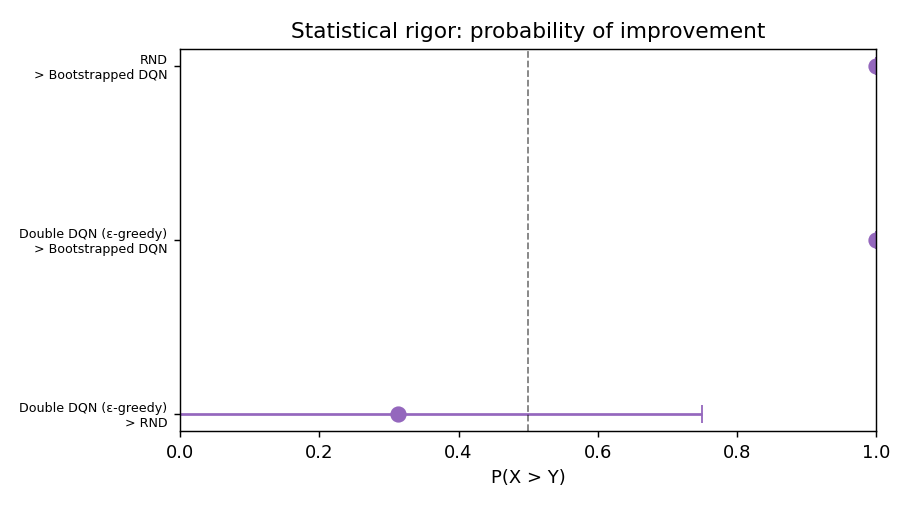 Statistical rigor: probability of improvement
RND
> Bootstrapped DQN
Double DQN (ε-greedy)
> Bootstrapped DQN
Double DQN (ε-greedy)
> RND
0.0 0.2 0.4 0.6 0.8 1.0
P(X > Y)